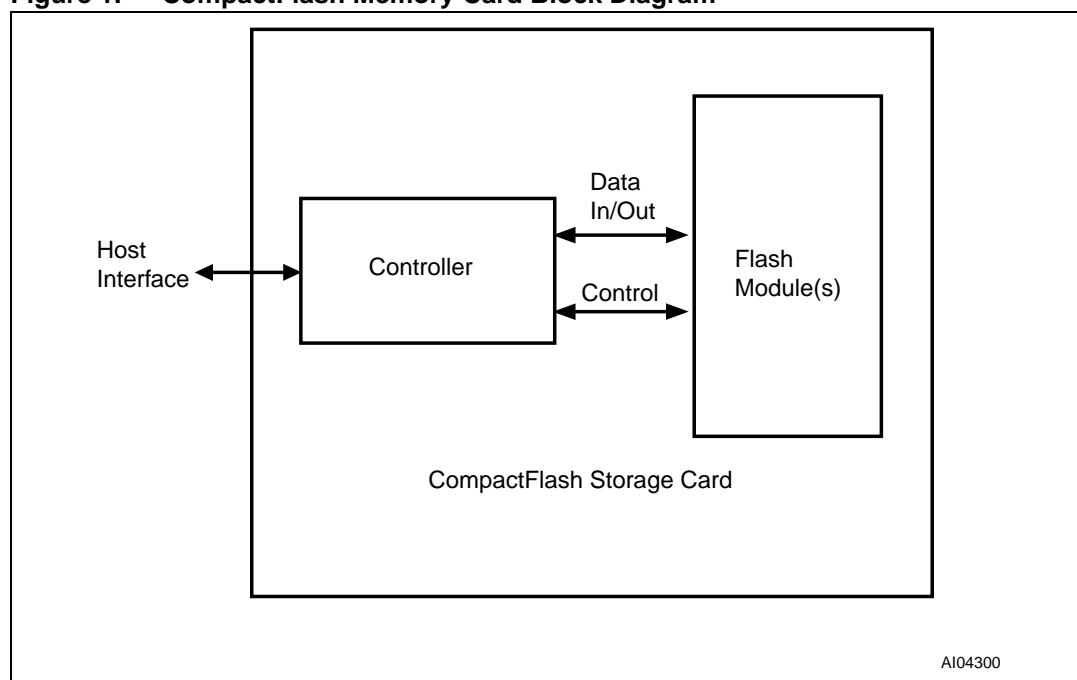 Figure 1. CompactFlash Memory Card Block Diagram
Data
In/Out
Host
Interface
Controller
Flash
Module(s)
Control
CompactFlash Storage Card
AI04300